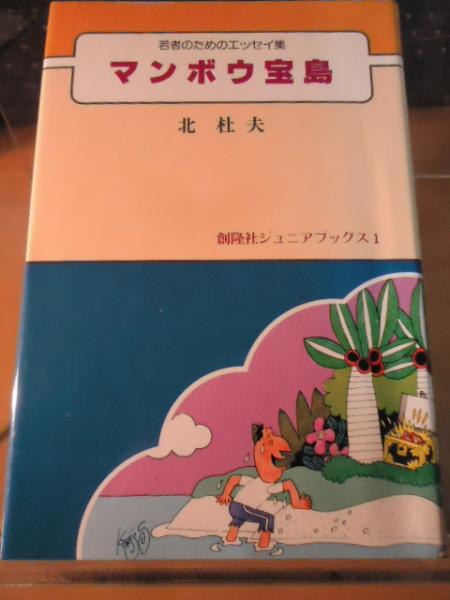 若者のためのエッセイ集
マンボウ宝島
北 杜夫
創隆社ジュニアブックス1